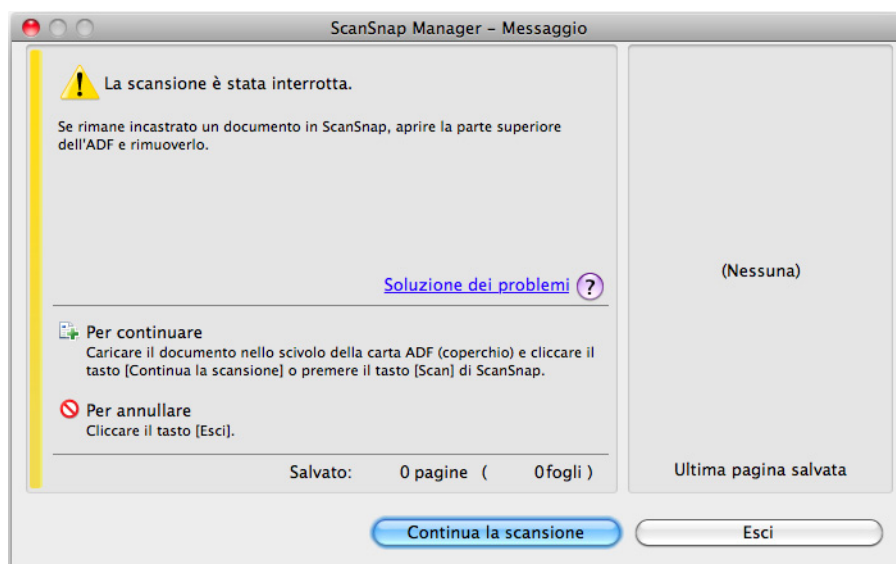 ScanSnap Manager – Messaggio
La scansione è stata interrotta.
Se rimane incastrato un documento in ScanSnap, aprire la parte superiore
dell'ADF e rimuoverlo.
Soluzione dei problemi ?
(Nessuna)
Per continuare
Caricare il documento nello scivolo della carta ADF (coperchio) e cliccare il
tasto [Continua la scansione] o premere il tasto [Scan] di ScanSnap.
Per annullare
Cliccare il tasto [Esci].
Salvato: 0 pagine ( 0 fogli )
Ultima pagina salvata
Continua la scansione
Esci